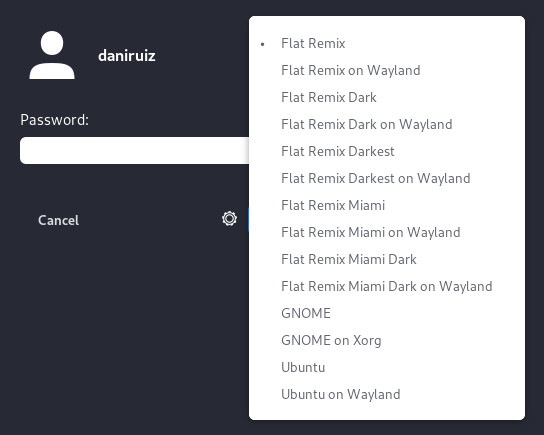 daniruiz
Password:
Cancel
Flat Remix
Flat Remix on Wayland
Flat Remix Dark
Flat Remix Dark on Wayland
Flat Remix Darkest
Flat Remix Darkest on Wayland
Flat Remix Miami
Flat Remix Miami on Wayland
Flat Remix Miami Dark
Flat Remix Miami Dark on Wayland
GNOME
GNOME on Xorg
Ubuntu
Ubuntu on Wayland